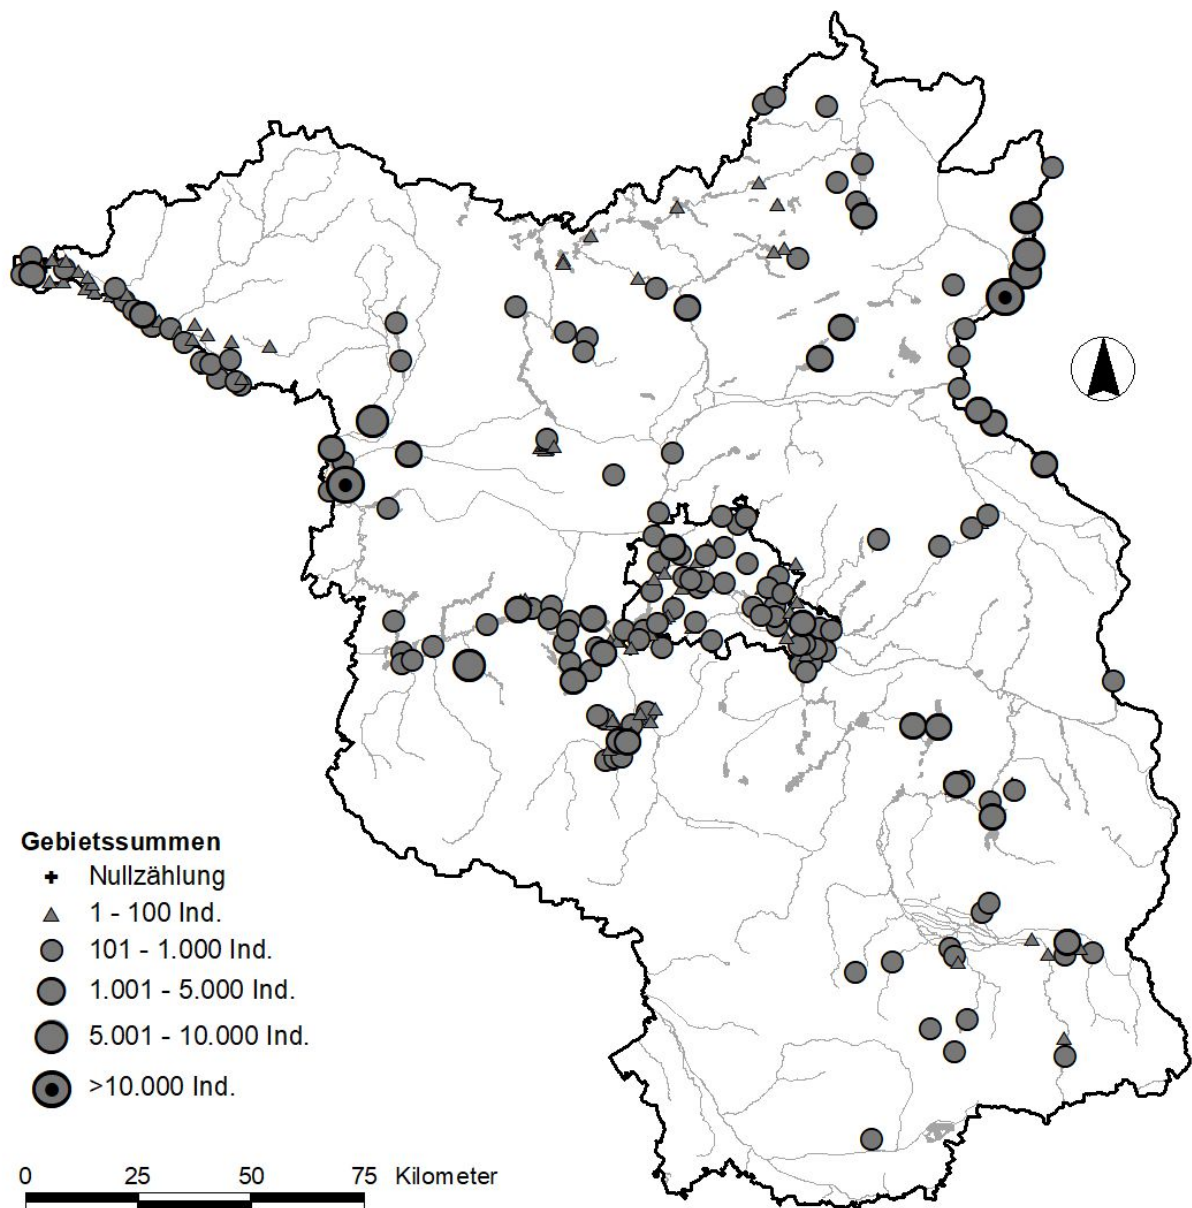 Gebietssummen
Nullzählung
1 - 100 Ind.
101 - 1.000 Ind.
1.001 - 5.000 Ind.
5.001 - 10.000 Ind.
>10.000 Ind.
0 25 50 75 Kilometer